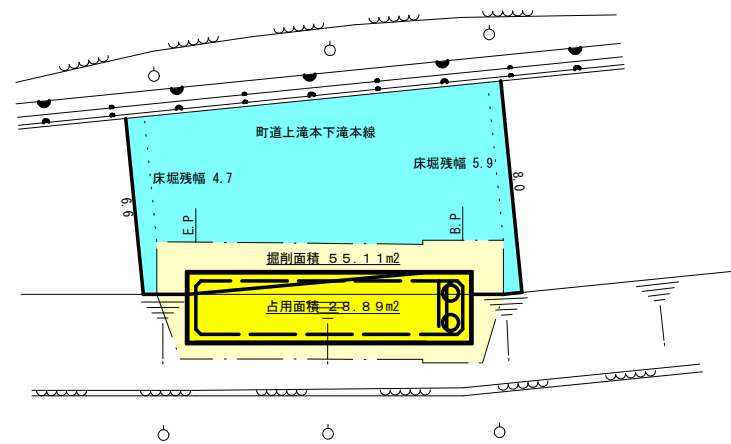 町道上滝本下滝本線
床堀残幅 4.7
床堀残幅 5.9
6.6
8.0
E.P
B.P
掘削面積 55.11m2
占用面積 28.89m2